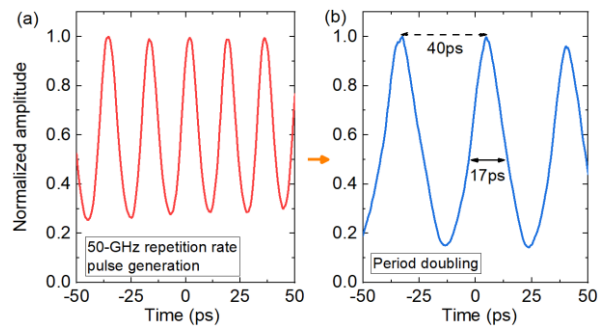 (a)
(b)
Normalized amplitude
1.0
0.8
0.6
0.4
0.2
0.0
50-GHz repetition rate
pulse generation
-50
-25
0
25
50
Time (ps)
1.0
0.8
0.6
0.4
0.2
0.0
40ps
17ps
Period doubling
-50
-25
0
25
50
Time (ps)